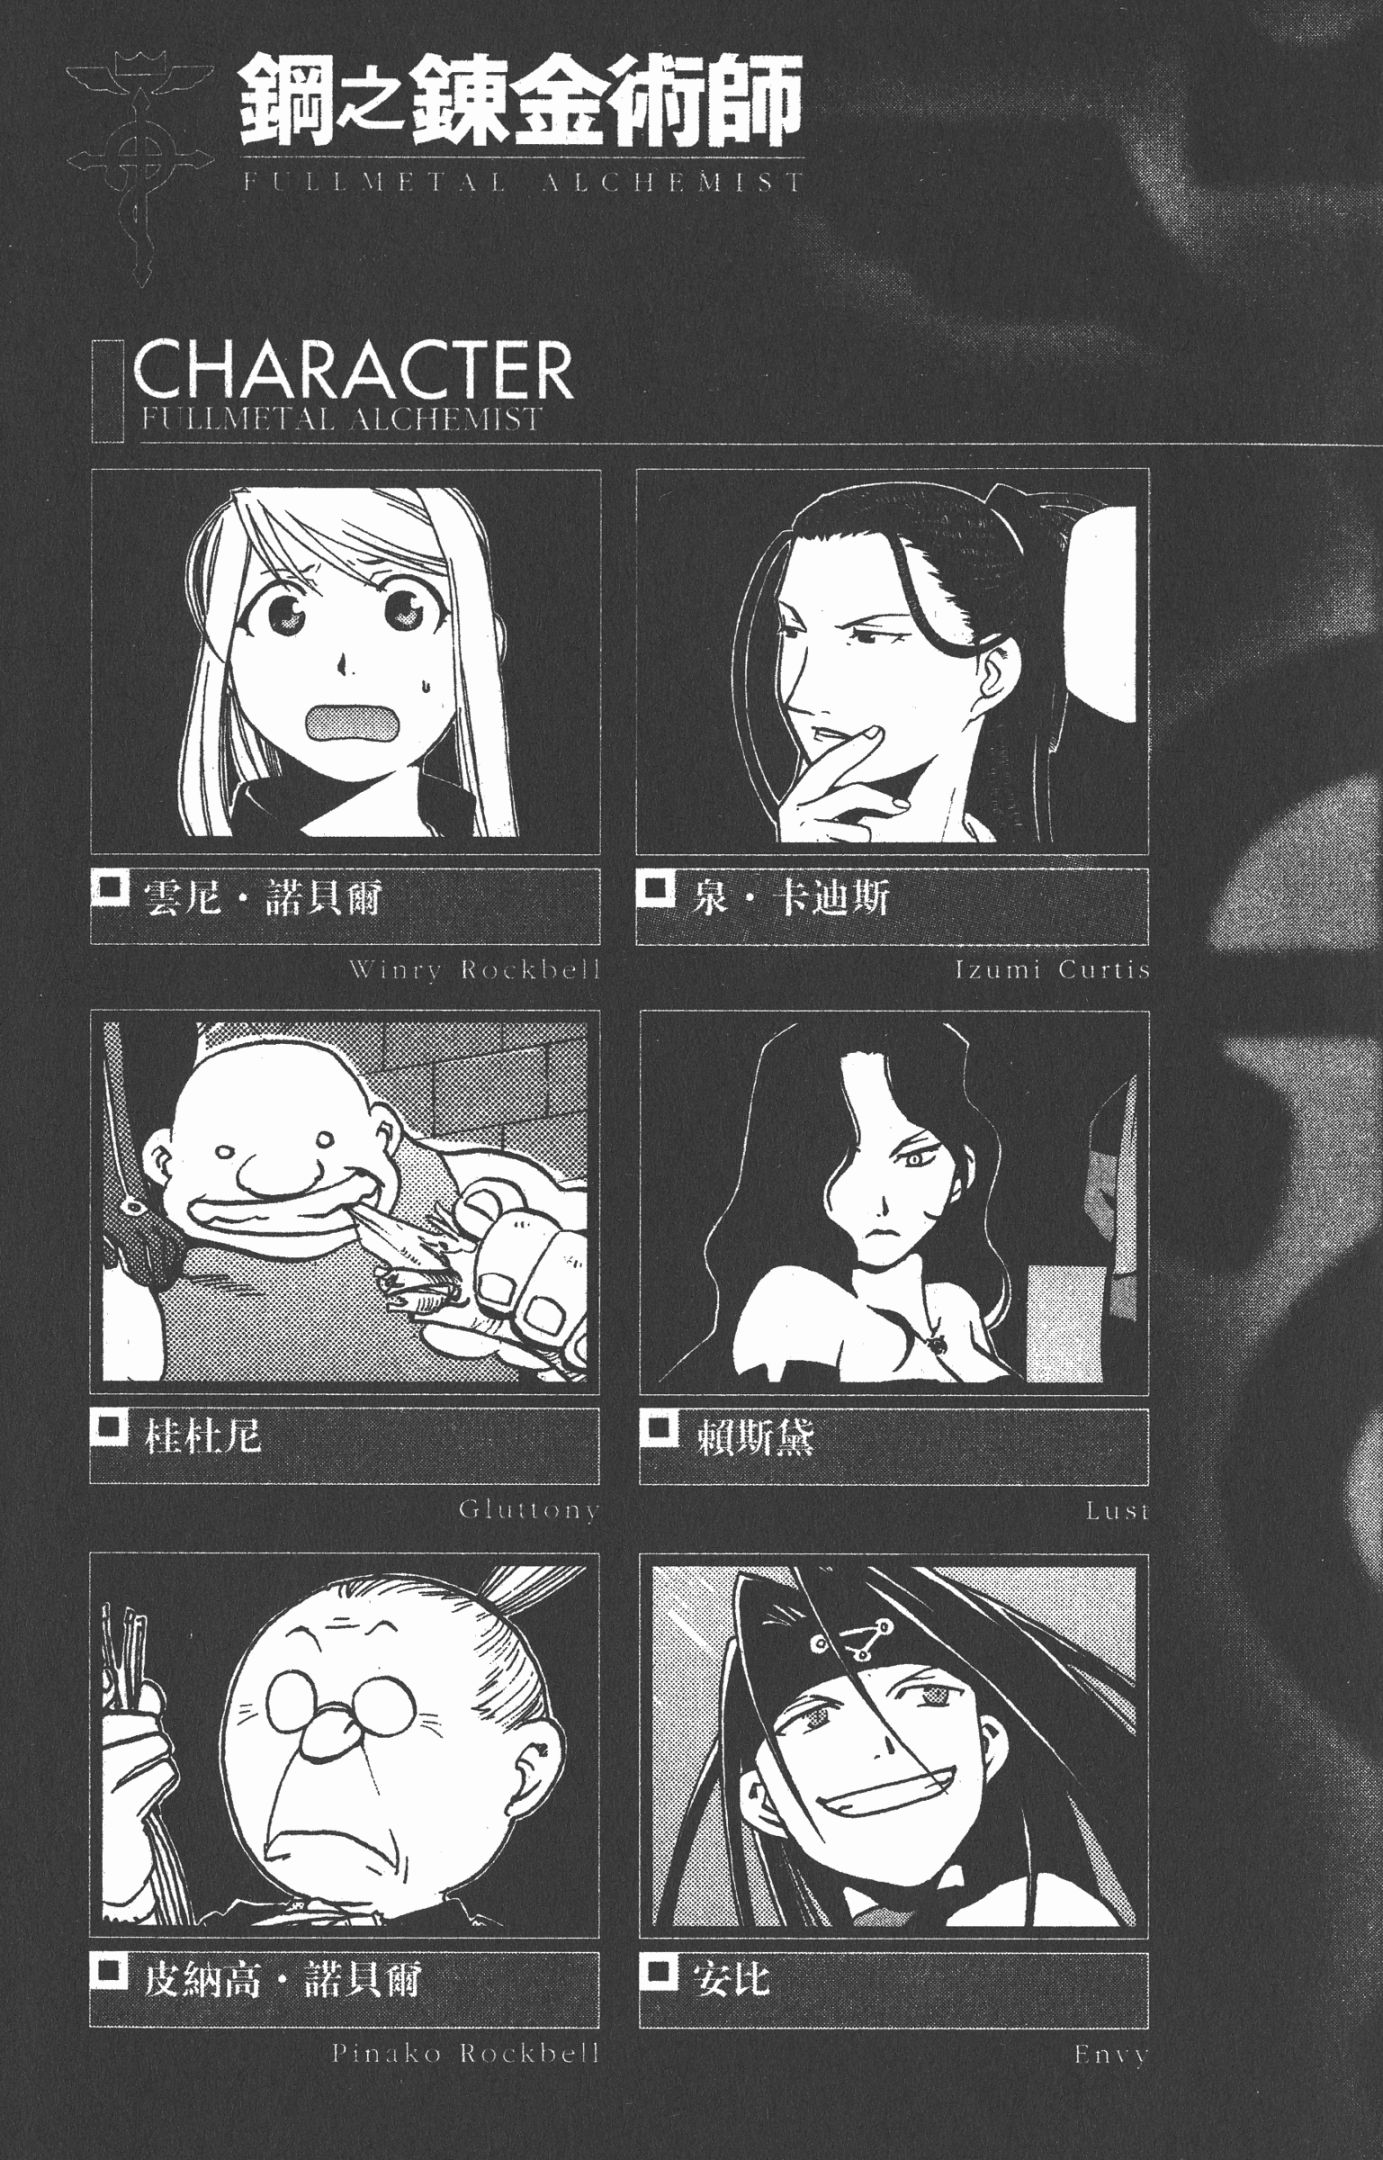 鋼之錬金術師
FULLMETAL ALCHEMIST
CHARACTER
FULLMETAL ALCHEMIST
雲尼・諾貝爾
Winry Rockbell
泉・卡迪斯
Izumi Curtis
桂杜尼
Gluttony
賴斯黛
Lust
皮納高・諾貝爾
Pinako Rockbell
安比
Envy